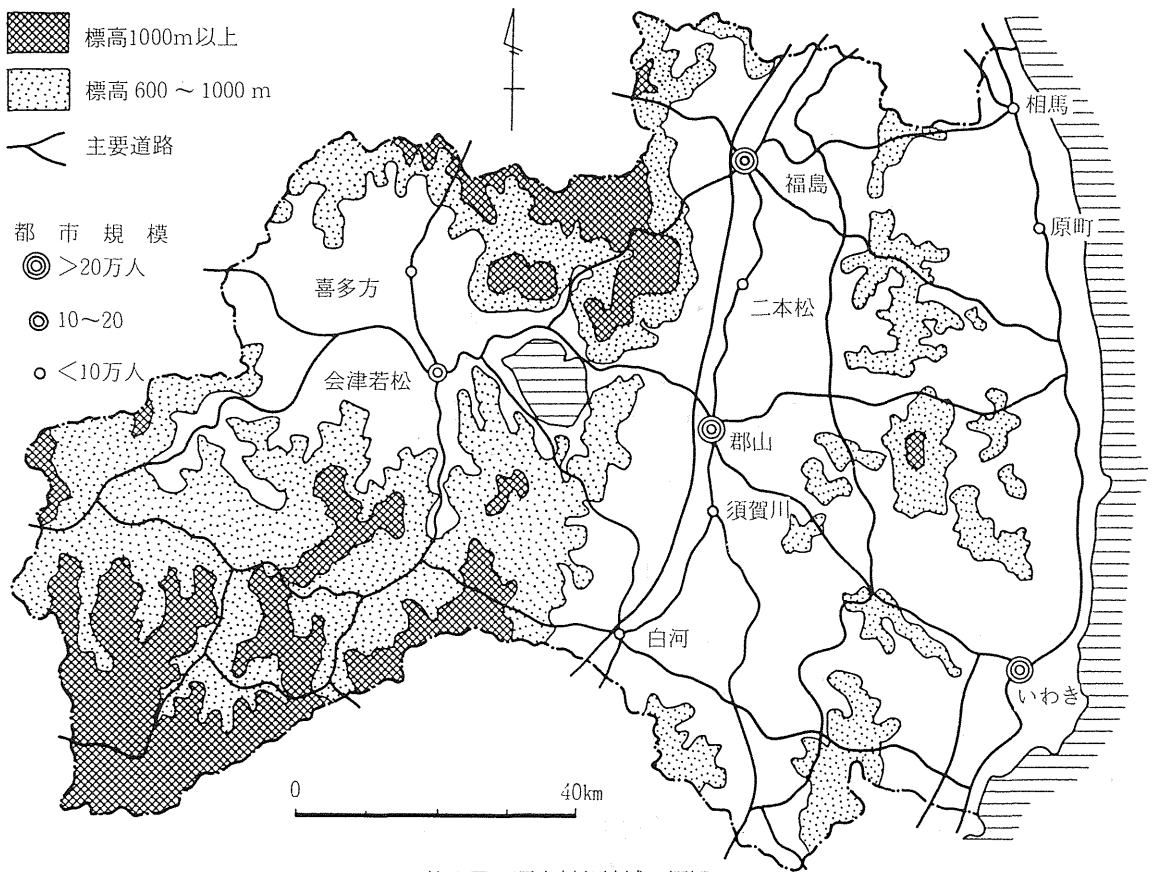 標高1000m以上
標高 600 ~ 1000 m
主要道路
都市規模
>20万人
10~20
<10万人
相馬
福島
原町
喜多方
二本松
会津若松
郡山
須賀川
白河
いわき
0 40km